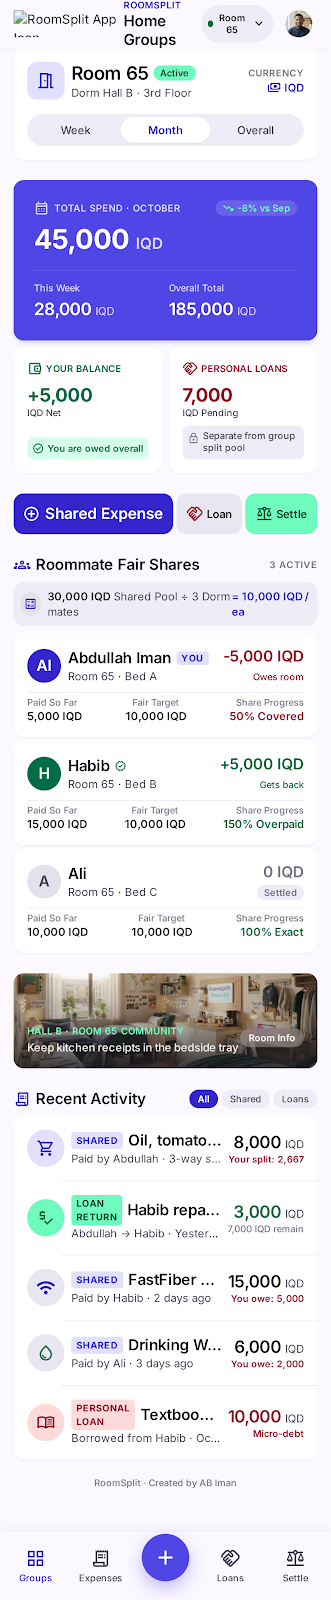 RoomSplit App
ROOMSPLIT
Home
Groups
Room
65
Room 65 Active
Dorm Hall B · 3rd Floor
CURRENCY
IQD
Week Month Overall
TOTAL SPEND · OCTOBER
-8% vs Sep
45,000 IQD
This Week Overall Total
28,000 IQD 185,000 IQD
YOUR BALANCE
+5,000
IQD Net
You are owed overall
PERSONAL LOANS
7,000
IQD Pending
Separate from group
split pool
Shared Expense Loan Settle
Roommate Fair Shares 3 ACTIVE
30,000 IQD Shared Pool ÷ 3 Dorm
mates
= 10,000 IQD /
ea
AI Abdullah Iman YOU -5,000 IQD
Room 65 · Bed A Owes room
Paid So Far Fair Target Share Progress
5,000 IQD 10,000 IQD 50% Covered
H Habib +5,000 IQD
Room 65 · Bed B Gets back
Paid So Far Fair Target Share Progress
15,000 IQD 10,000 IQD 150% Overpaid
A Ali 0 IQD
Room 65 · Bed C Settled
Paid So Far Fair Target Share Progress
10,000 IQD 10,000 IQD 100% Exact
HALL B · ROOM 65 COMMUNITY
Keep kitchen receipts in the bedside tray
Room Info
Recent Activity All Shared Loans
SHARED Oil, tomato... 8,000 IQD
Paid by Abdullah · 3-way s... Your split: 2,667
LOAN
RETURN
Habib repa... 3,000 IQD
Abdullah → Habib · Yester... 7,000 IQD remain
SHARED FastFiber ... 15,000 IQD
Paid by Habib · 2 days ago You owe: 5,000
SHARED Drinking W... 6,000 IQD
Paid by Ali · 3 days ago You owe: 2,000
PERSONAL
LOAN
Textboo... 10,000 IQD
Borrowed from Habib · Oc... Micro-debt
RoomSplit · Created by AB Iman
Groups Expenses Loans Settle